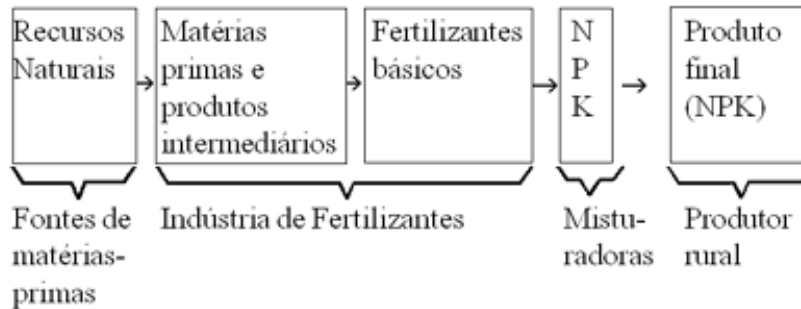 Recursos
Naturais
Matérias
primas e
produtos
intermediários
Fertilizantes
básicos
N
P
K
Produto
final
(NPK)
Fontes de
matérias-
primas
Indústria de Fertilizantes
Mistu-
radoras
Produtor
rural